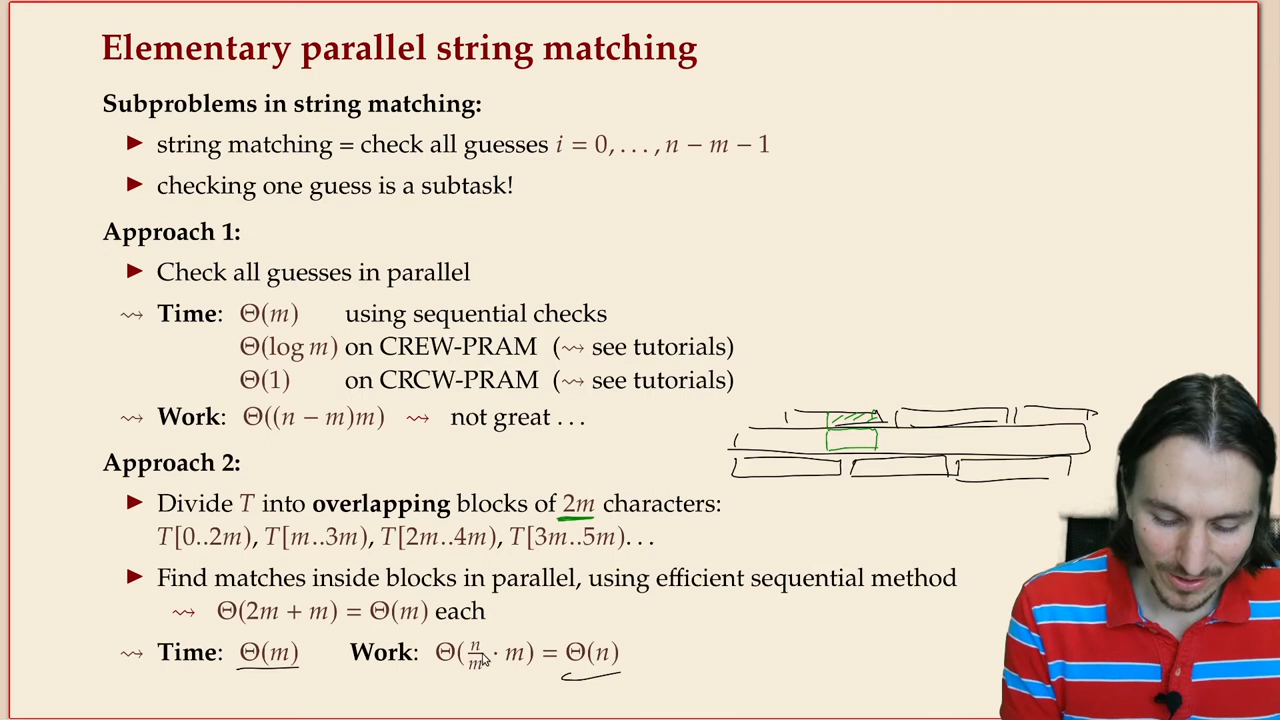 Elementary parallel string matching
Subproblems in string matching:
► string matching = check all guesses i = 0, . . . , n − m − 1
► checking one guess is a subtask!
Approach 1:
► Check all guesses in parallel
⇝ Time: Θ(m) using sequential checks
Θ(log m) on CREW-PRAM (⇝ see tutorials)
Θ(1) on CRCW-PRAM (⇝ see tutorials)
⇝ Work: Θ((n − m)m) ⇝ not great . . .
Approach 2:
► Divide T into overlapping blocks of 2m characters:
T[0..2m), T[m..3m), T[2m..4m), T[3m..5m). . .
► Find matches inside blocks in parallel, using efficient sequential method
⇝ Θ(2m + m) = Θ(m) each
⇝ Time: Θ(m) Work: Θ(n/m · m) = Θ(n)